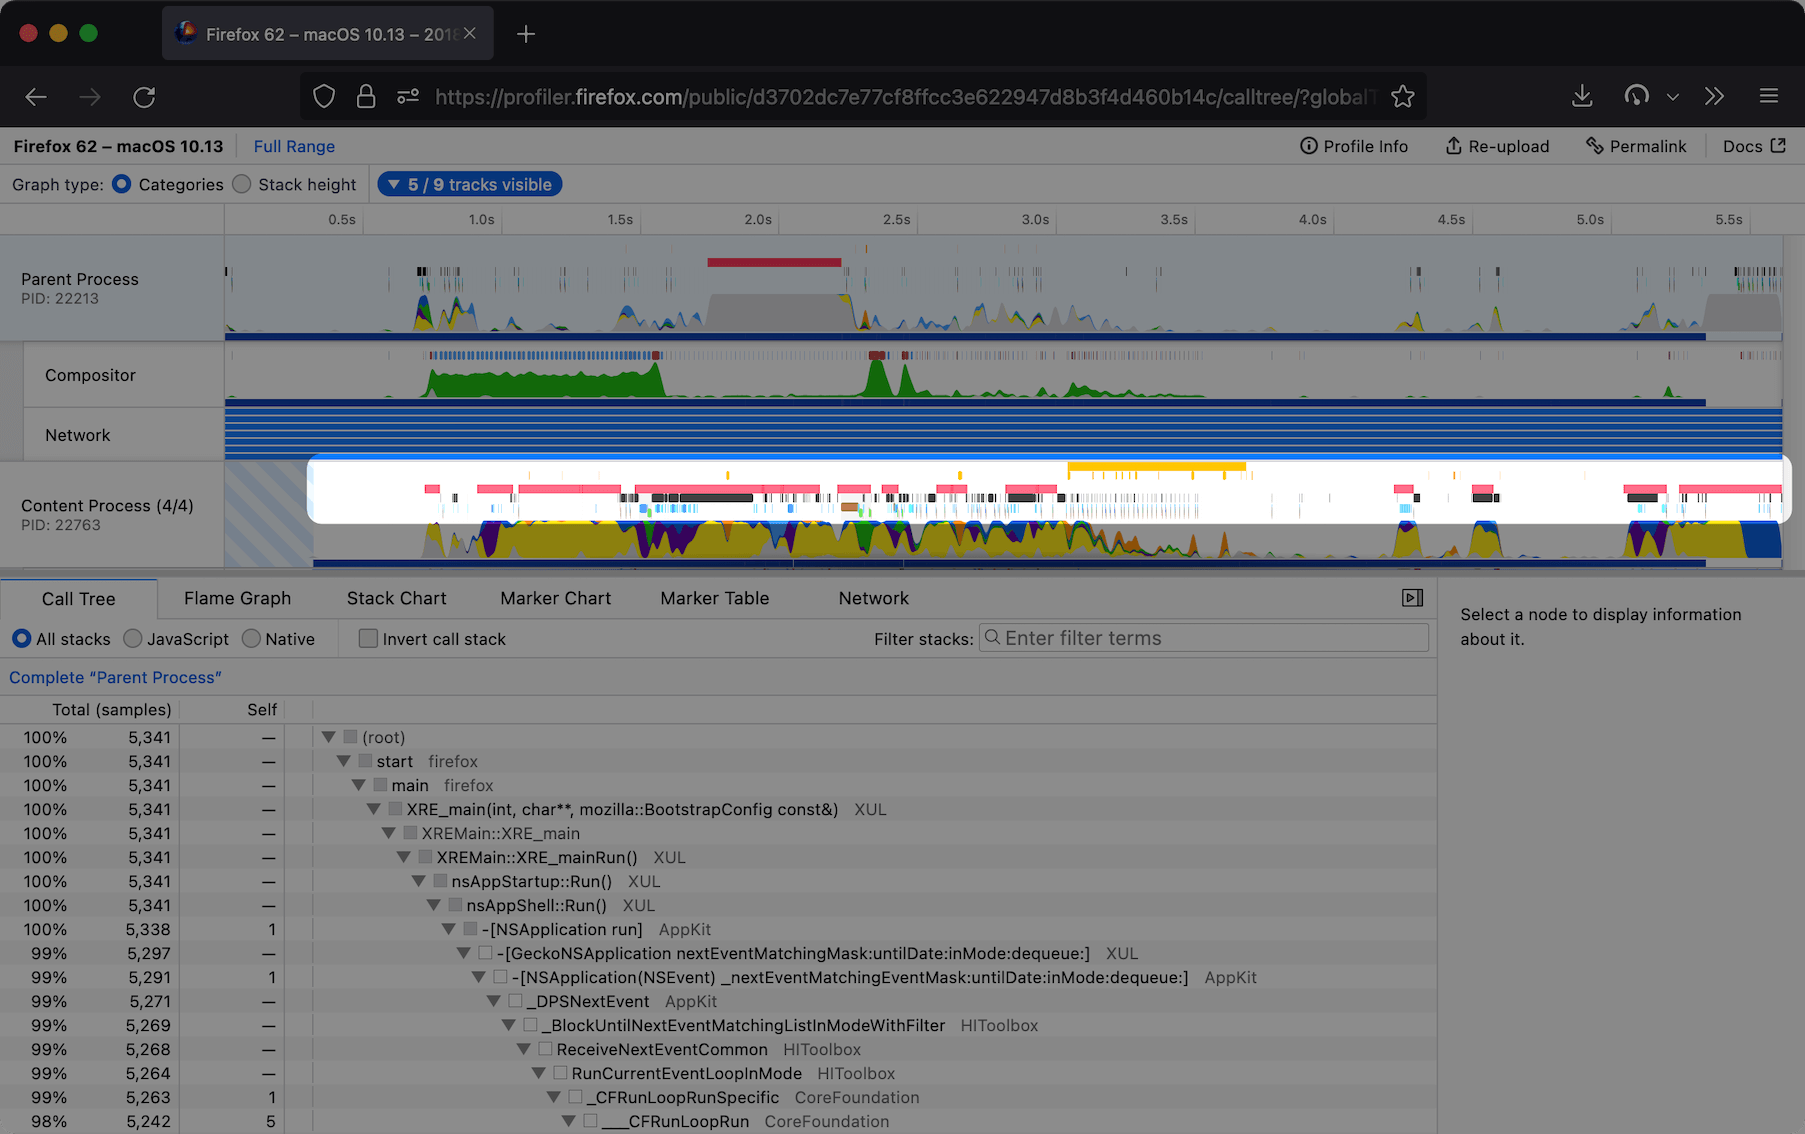 Firefox 62 – macOS 10.13 – 2018
https://profiler.firefox.com/public/d3702dc7e77cf8ffcc3e622947d8b3f4d460b14c/calltree/?globalT
Firefox 62 – macOS 10.13 Full Range Profile Info Re-upload Permalink Docs
Graph type: Categories Stack height 5 / 9 tracks visible
0.5s 1.0s 1.5s 2.0s 2.5s 3.0s 3.5s 4.0s 4.5s 5.0s 5.5s
Parent Process
PID: 22213
Compositor
Network
Content Process (4/4)
PID: 22763
Call Tree Flame Graph Stack Chart Marker Chart Marker Table Network
All stacks JavaScript Native Invert call stack Filter stacks: Enter filter terms
Select a node to display information
about it.
Complete “Parent Process”
Total (samples) Self
100% 5,341 — (root)
100% 5,341 — start firefox
100% 5,341 — main firefox
100% 5,341 — XRE_main(int, char**, mozilla::BootstrapConfig const&) XUL
100% 5,341 — XREMain::XRE_main
100% 5,341 — XREMain::XRE_mainRun() XUL
100% 5,341 — nsAppStartup::Run() XUL
100% 5,341 — nsAppShell::Run() XUL
100% 5,338 1 -[NSApplication run] AppKit
99% 5,297 — -[GeckoNSApplication nextEventMatchingMask:untilDate:inMode:dequeue:] XUL
99% 5,291 1 -[NSApplication(NSEvent) _nextEventMatchingEventMask:untilDate:inMode:dequeue:] AppKit
99% 5,271 — _DPSNextEvent AppKit
99% 5,269 — _BlockUntilNextEventMatchingListInModeWithFilter HIToolbox
99% 5,268 — ReceiveNextEventCommon HIToolbox
99% 5,264 — RunCurrentEventLoopInMode HIToolbox
99% 5,263 1 _CFRunLoopRunSpecific CoreFoundation
98% 5,242 5 ___CFRunLoopRun CoreFoundation